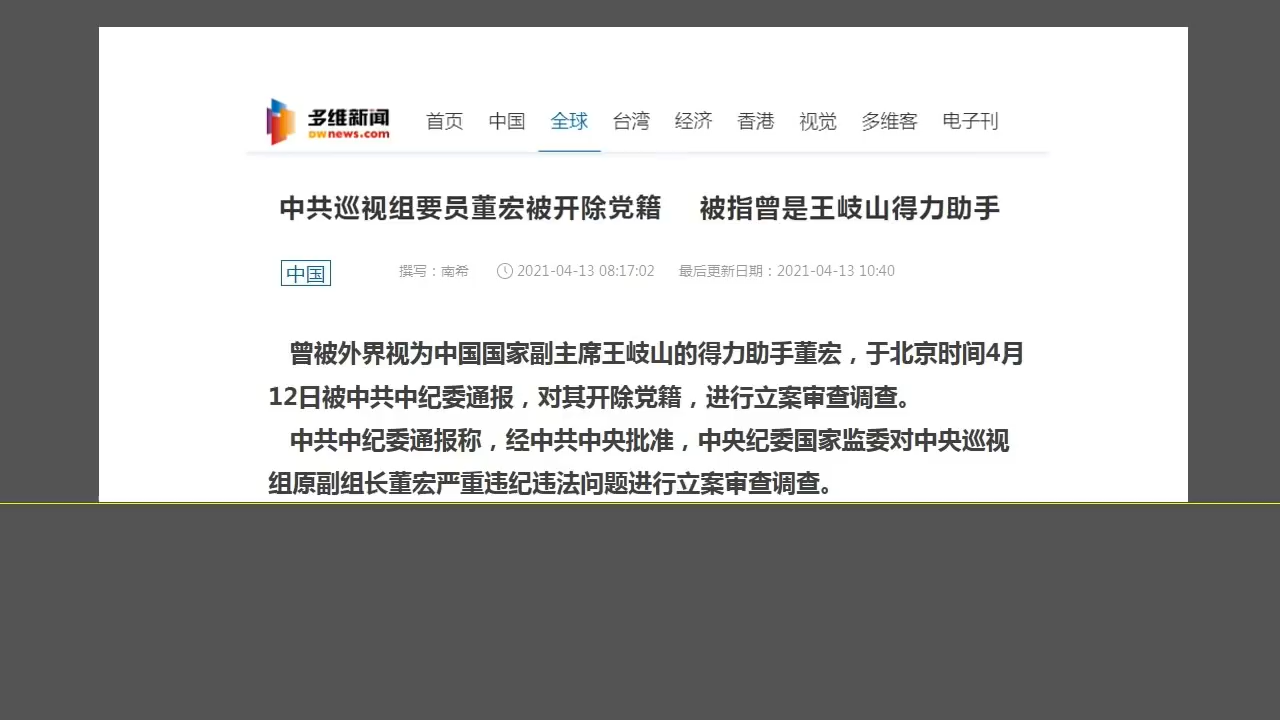 多维新闻
DWnews.com
首页 中国 全球 台湾 经济 香港 视觉 多维客 电子刊
中共巡视组要员董宏被开除党籍 被指曾是王岐山得力助手
中国 撰写：南希 2021-04-13 08:17:02 最后更新日期：2021-04-13 10:40
曾被外界视为中国国家副主席王岐山的得力助手董宏，于北京时间4月
12日被中共中纪委通报，对其开除党籍，进行立案审查调查。
中共中纪委通报称，经中共中央批准，中央纪委国家监委对中央巡视
组原副组长董宏严重违纪违法问题进行立案审查调查。